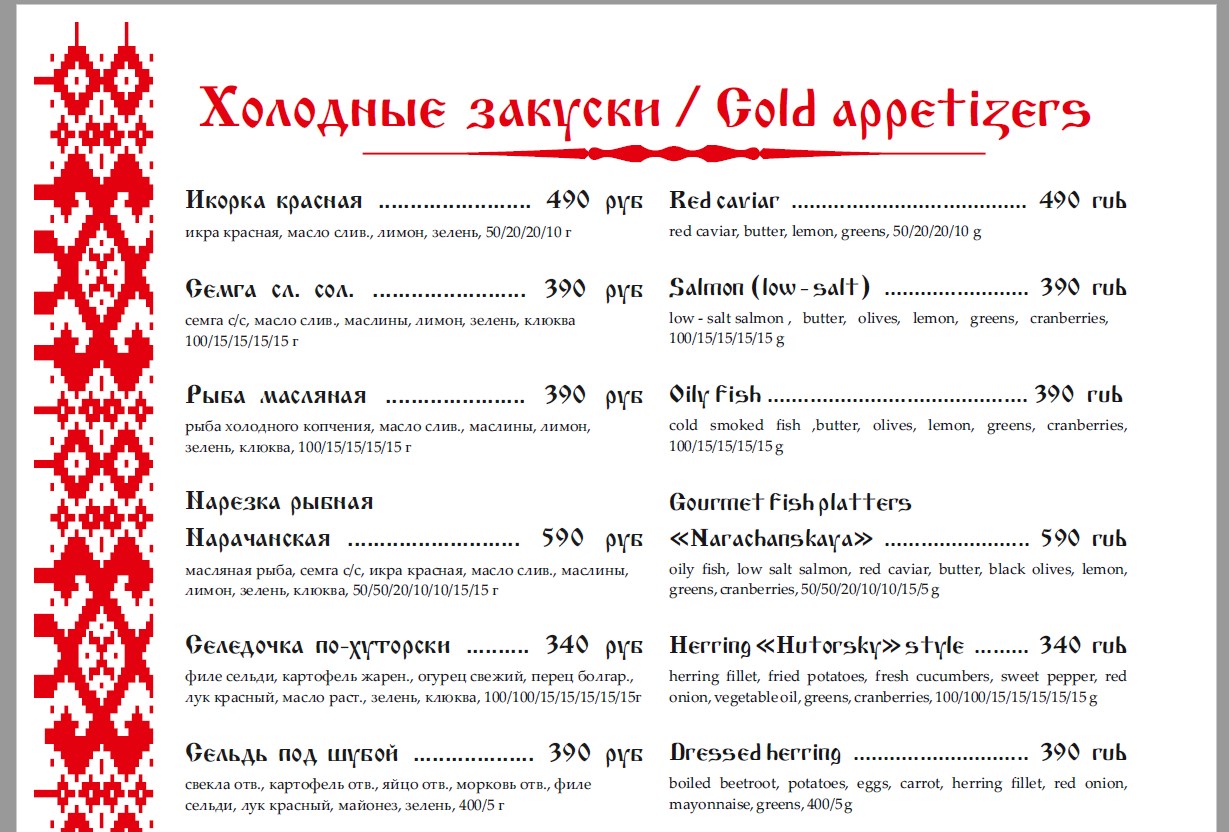 Холодные закуски / Cold appetizers
Икорка красная ........................ 490 руб
икра красная, масло слив., лимон, зелень, 50/20/20/10 г
Семга сл. сол. ........................ 390 руб
семга с/с, масло слив., маслины, лимон, зелень, клюква
100/15/15/15/15 г
Рыба масляная ...................... 390 руб
рыба холодного копчения, масло слив., маслины, лимон,
зелень, клюква, 100/15/15/15/15 г
Нарезка рыбная
Нарачанская ........................... 590 руб
масляная рыба, семга с/с, икра красная, масло слив., маслины,
лимон, зелень, клюква, 50/50/20/10/10/15/15 г
Селедочка по-хуторски .......... 340 руб
филе сельди, картофель жарен., огурец свежий, перец болгар.,
лук красный, масло раст., зелень, клюква, 100/100/15/15/15/15/15г
Сельдь под шубой ................... 390 руб
свекла отв., картофель отв., яйцо отв., морковь отв., филе
сельди, лук красный, майонез, зелень, 400/5 г
Red caviar ..................................... 490 rub
red caviar, butter, lemon, greens, 50/20/20/10 g
Salmon (low - salt) ....................... 390 rub
low - salt salmon , butter, olives, lemon, greens, cranberries,
100/15/15/15/15 g
Oily fish ......................................... 390 rub
cold smoked fish ,butter, olives, lemon, greens, cranberries,
100/15/15/15/15 g
Gourmet fish platters
«Narachanskaya» ....................... 590 rub
oily fish, low salt salmon, red caviar, butter, black olives, lemon,
greens, cranberries, 50/50/20/10/10/15/5 g
Herring «Hutorsky» style ......... 340 rub
herring fillet, fried potatoes, fresh cucumbers, sweet pepper, red
onion, vegetable oil, greens, cranberries, 100/100/15/15/15/15/15 g
Dressed herring ............................ 390 rub
boiled beetroot, potatoes, eggs, carrot, herring fillet, red onion,
mayonnaise, greens, 400/5 g